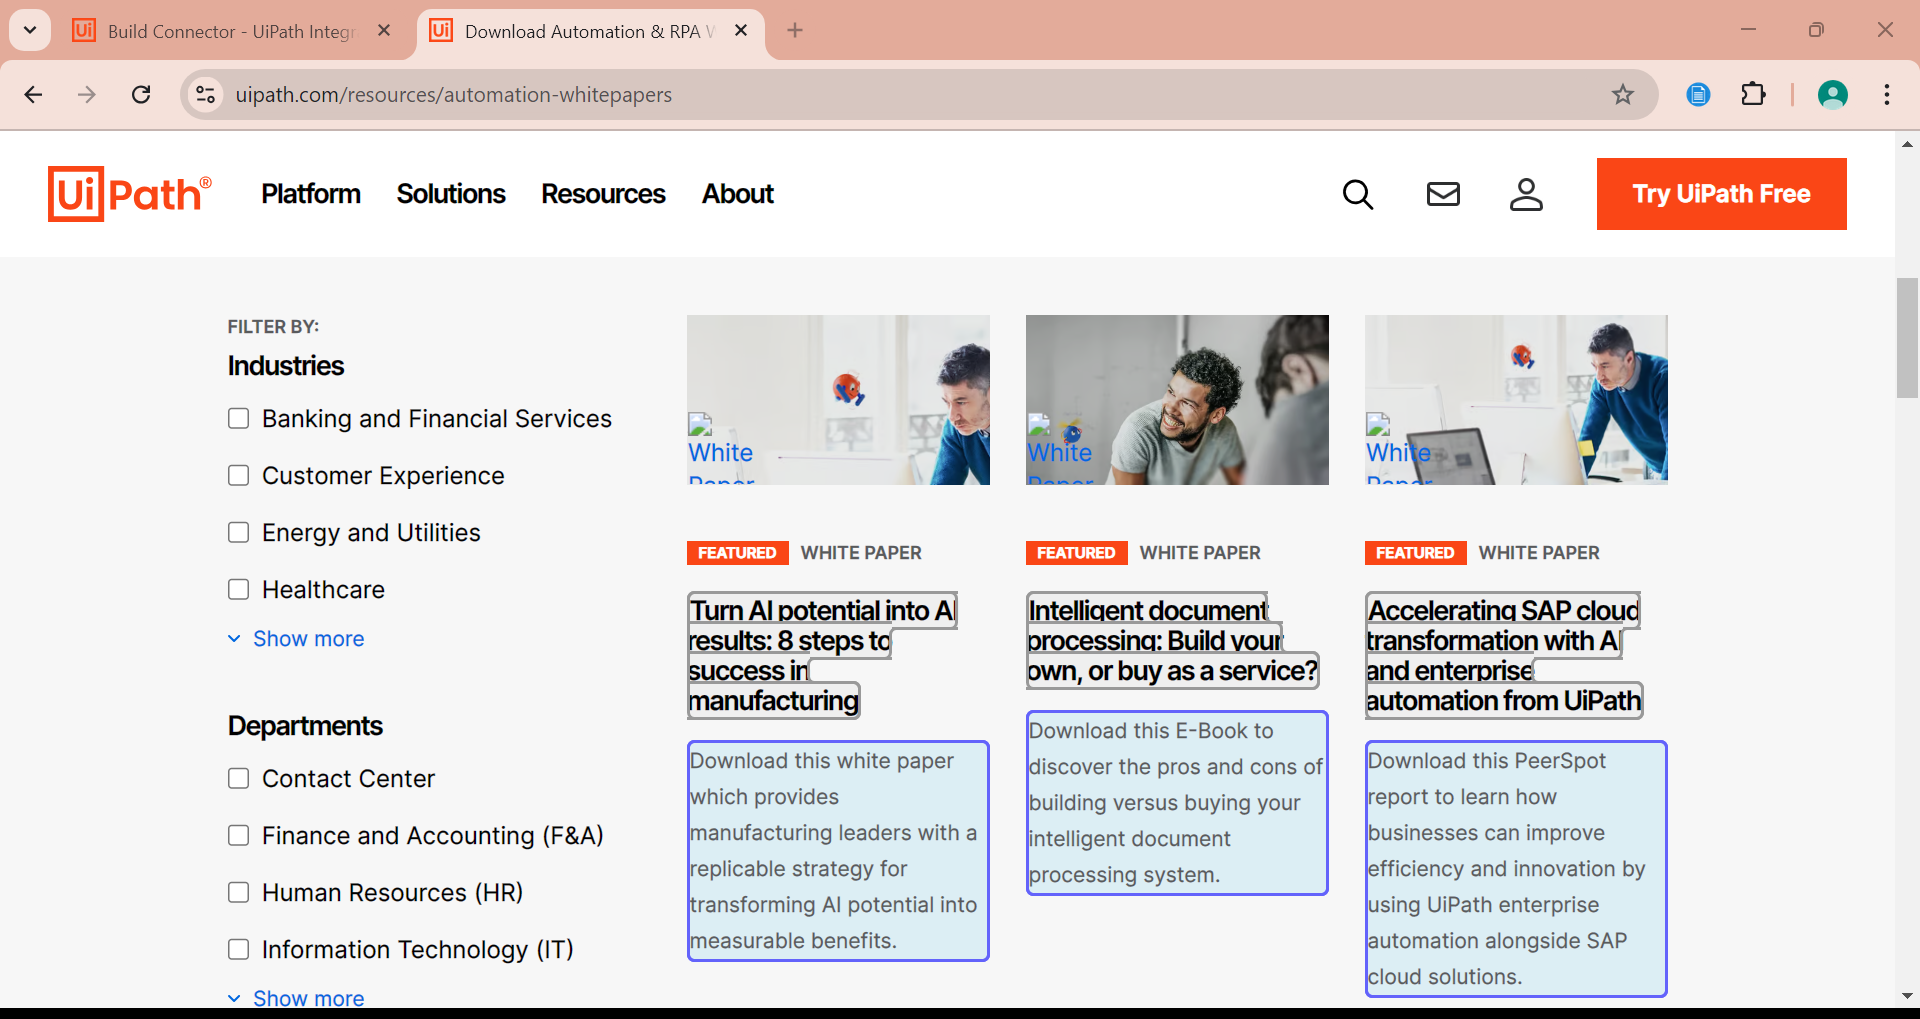 Build Connector - UiPath Integr
Download Automation & RPA W
uipath.com/resources/automation-whitepapers
UiPath®
Platform
Solutions
Resources
About
Try UiPath Free
FILTER BY:
Industries
Banking and Financial Services
Customer Experience
Energy and Utilities
Healthcare
Show more
Departments
Contact Center
Finance and Accounting (F&A)
Human Resources (HR)
Information Technology (IT)
Show more
White
Paper
FEATURED WHITE PAPER
Turn AI potential into AI
results: 8 steps to
success in
manufacturing
Download this white paper
which provides
manufacturing leaders with a
replicable strategy for
transforming AI potential into
measurable benefits.
White
Paper
FEATURED WHITE PAPER
Intelligent document
processing: Build your
own, or buy as a service?
Download this E-Book to
discover the pros and cons of
building versus buying your
intelligent document
processing system.
White
Paper
FEATURED WHITE PAPER
Accelerating SAP cloud
transformation with AI
and enterprise
automation from UiPath
Download this PeerSpot
report to learn how
businesses can improve
efficiency and innovation by
using UiPath enterprise
automation alongside SAP
cloud solutions.